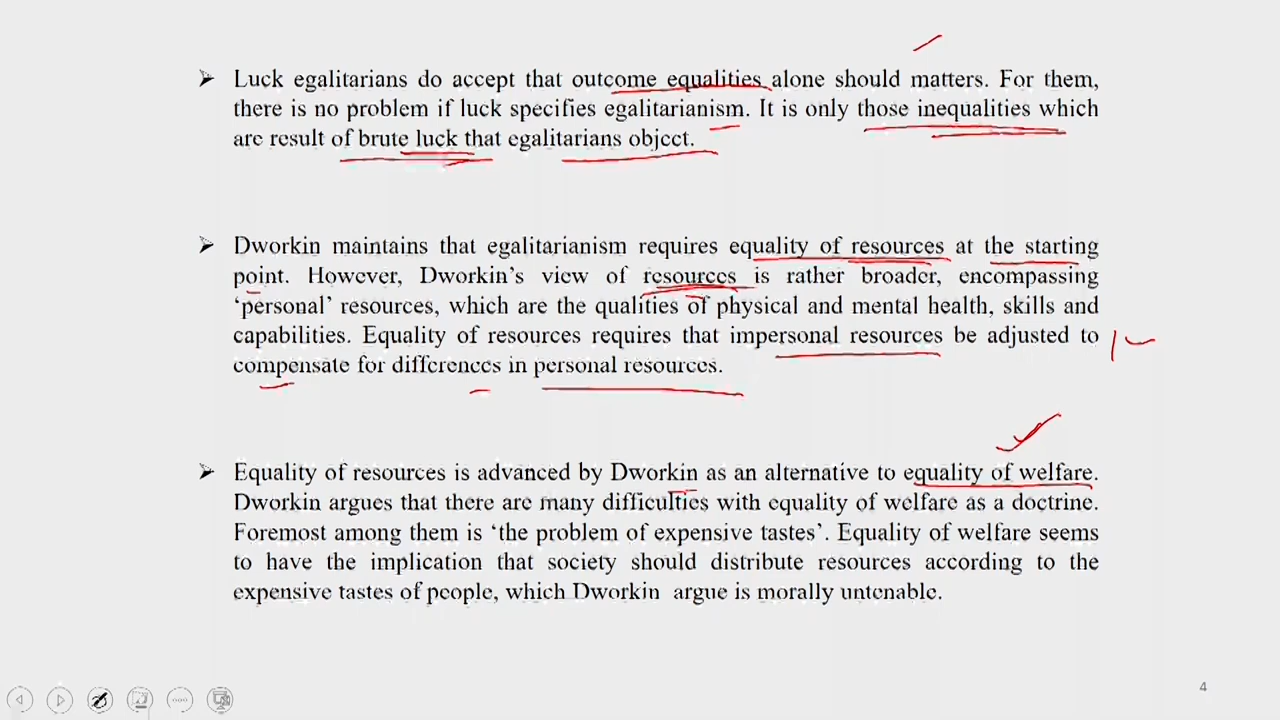 ➢ Luck egalitarians do accept that outcome equalities alone should matters. For them,
there is no problem if luck specifies egalitarianism. It is only those inequalities which
are result of brute luck that egalitarians object.
➢ Dworkin maintains that egalitarianism requires equality of resources at the starting
point. However, Dworkin's view of resources is rather broader, encompassing
'personal' resources, which are the qualities of physical and mental health, skills and
capabilities. Equality of resources requires that impersonal resources be adjusted to
compensate for differences in personal resources.
➢ Equality of resources is advanced by Dworkin as an alternative to equality of welfare.
Dworkin argues that there are many difficulties with equality of welfare as a doctrine.
Foremost among them is 'the problem of expensive tastes'. Equality of welfare seems
to have the implication that society should distribute resources according to the
expensive tastes of people, which Dworkin argue is morally untenable.
4